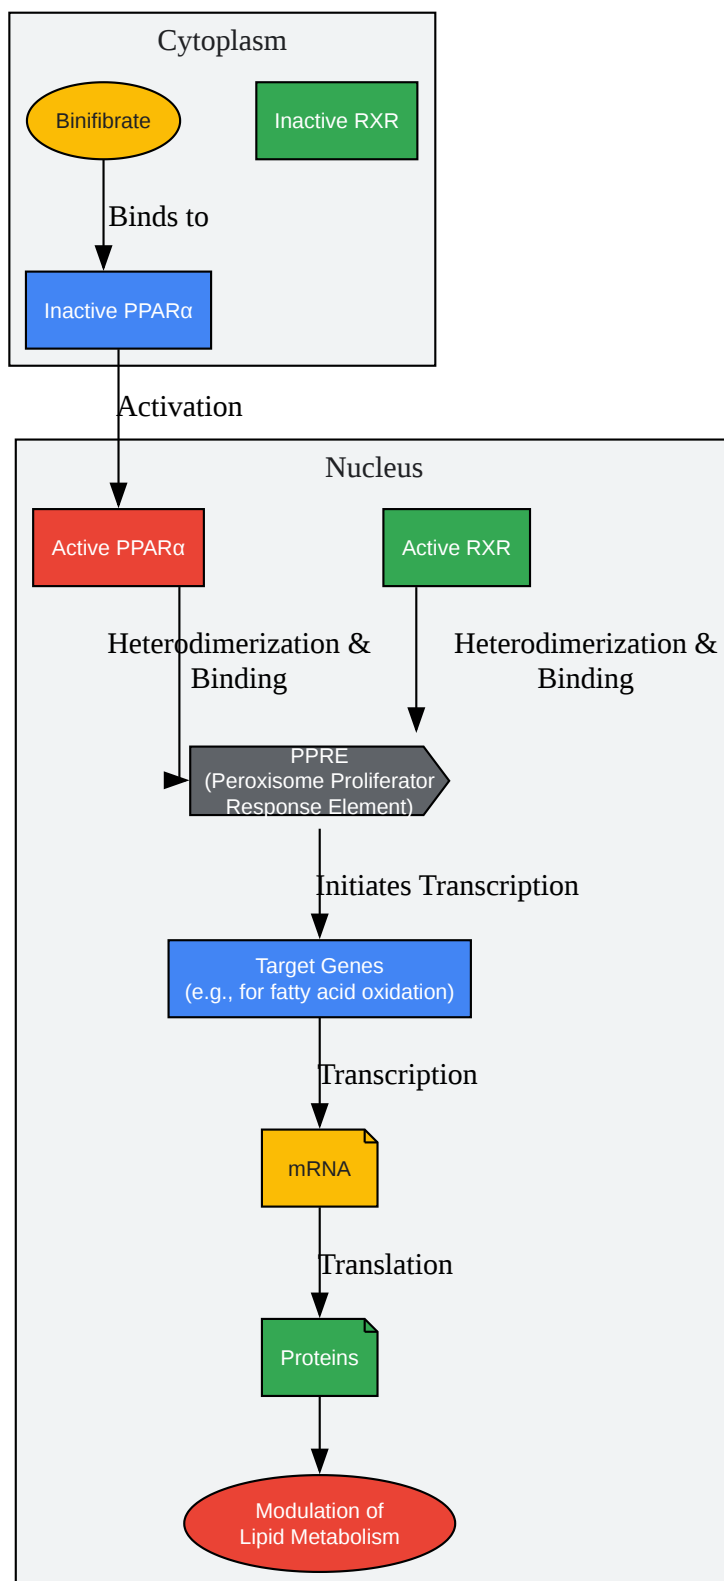 Cytoplasm
Binifibrate
Inactive RXR
Binds to
Inactive PPARα
Activation
Nucleus
Active PPARα
Active RXR
Heterodimerization &
Binding
Heterodimerization &
Binding
PPRE
(Peroxisome Proliferator
Response Element)
Initiates Transcription
Target Genes
(e.g., for fatty acid oxidation)
Transcription
mRNA
Translation
Proteins
Modulation of
Lipid Metabolism